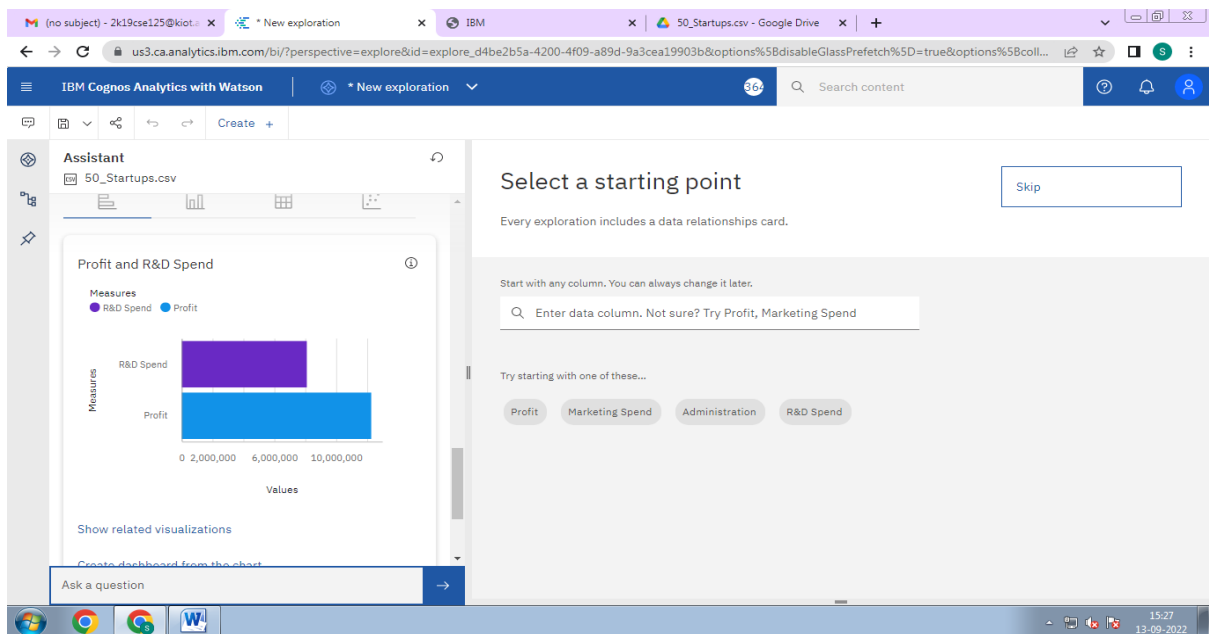 (no subject) - 2k19cse125@kiot.a
* New exploration
IBM
50_Startups.csv - Google Drive
us3.ca.analytics.ibm.com/bi/?perspective=explore&id=explore_d4be2b5a-4200-4f09-a89d-9a3cea19903b&options%5BdisableGlassPrefetch%5D=true&options%5Bcoll...
S
IBM Cognos Analytics with Watson
* New exploration
364
Search content
Create +
Assistant
50_Startups.csv
Profit and R&D Spend
Measures
R&D Spend Profit
Measures
R&D Spend
Profit
0 2,000,000 6,000,000 10,000,000
Values
Show related visualizations
Create dashboard from the chart
Ask a question
Select a starting point
Skip
Every exploration includes a data relationships card.
Start with any column. You can always change it later.
Enter data column. Not sure? Try Profit, Marketing Spend
Try starting with one of these...
Profit Marketing Spend Administration R&D Spend
15:27
13-09-2022